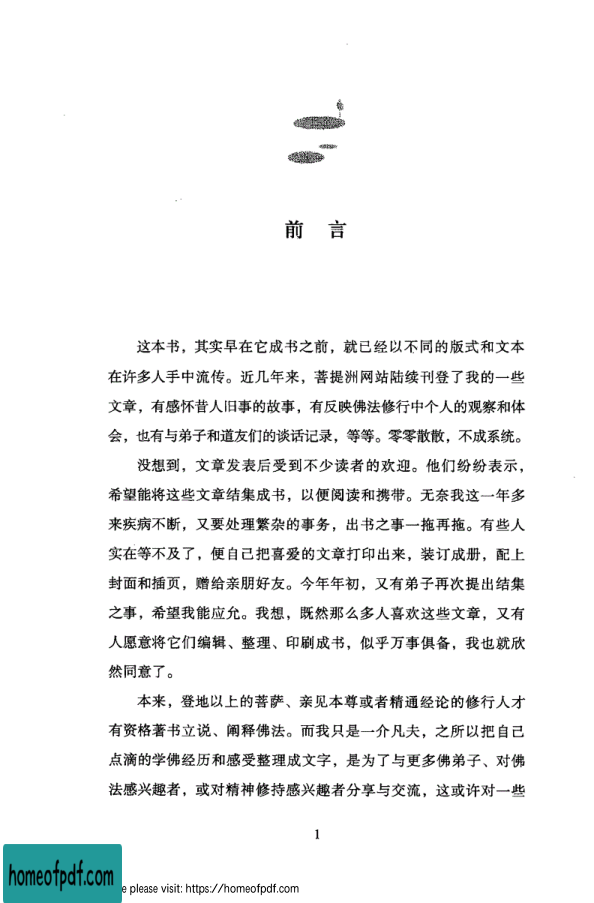 前 言
这本书，其实早在它成书之前，就已经以不同的版式和文本
在许多人手中流传。近几年来，菩提洲网站陆续刊登了我的一些
文章，有感怀昔人旧事的故事，有反映佛法修行中个人的观察和体
会，也有与弟子和道友们的谈话记录，等等。零零散散，不成系统。
没想到，文章发表后受到不少读者的欢迎。他们纷纷表示，
希望能将这些文章结集成书，以便阅读和携带。无奈我这一年多
来疾病不断，又要处理繁杂的事务，出书之事一拖再拖。有些人
实在等不及了，便自己把喜爱的文章打印出来，装订成册，配上
封面和插页，赠给亲朋好友。今年年初，又有弟子再次提出结集
之事，希望我能应允。我想，既然那么多人喜欢这些文章，又有
人愿意将它们编辑、整理、印刷成书，似乎万事俱备，我也就欣
然同意了。
本来，登地以上的菩萨、亲见本尊或者精通经论的修行人才
有资格著书立说、阐释佛法。而我只是一介凡夫，之所以把自己
点滴的学佛经历和感受整理成文字，是为了与更多佛弟子、对佛
法感兴趣者，或对精神修持感兴趣者分享与交流，这或许对一些
1
homeofpdf.com
e please visit: https://homeofpdf.com